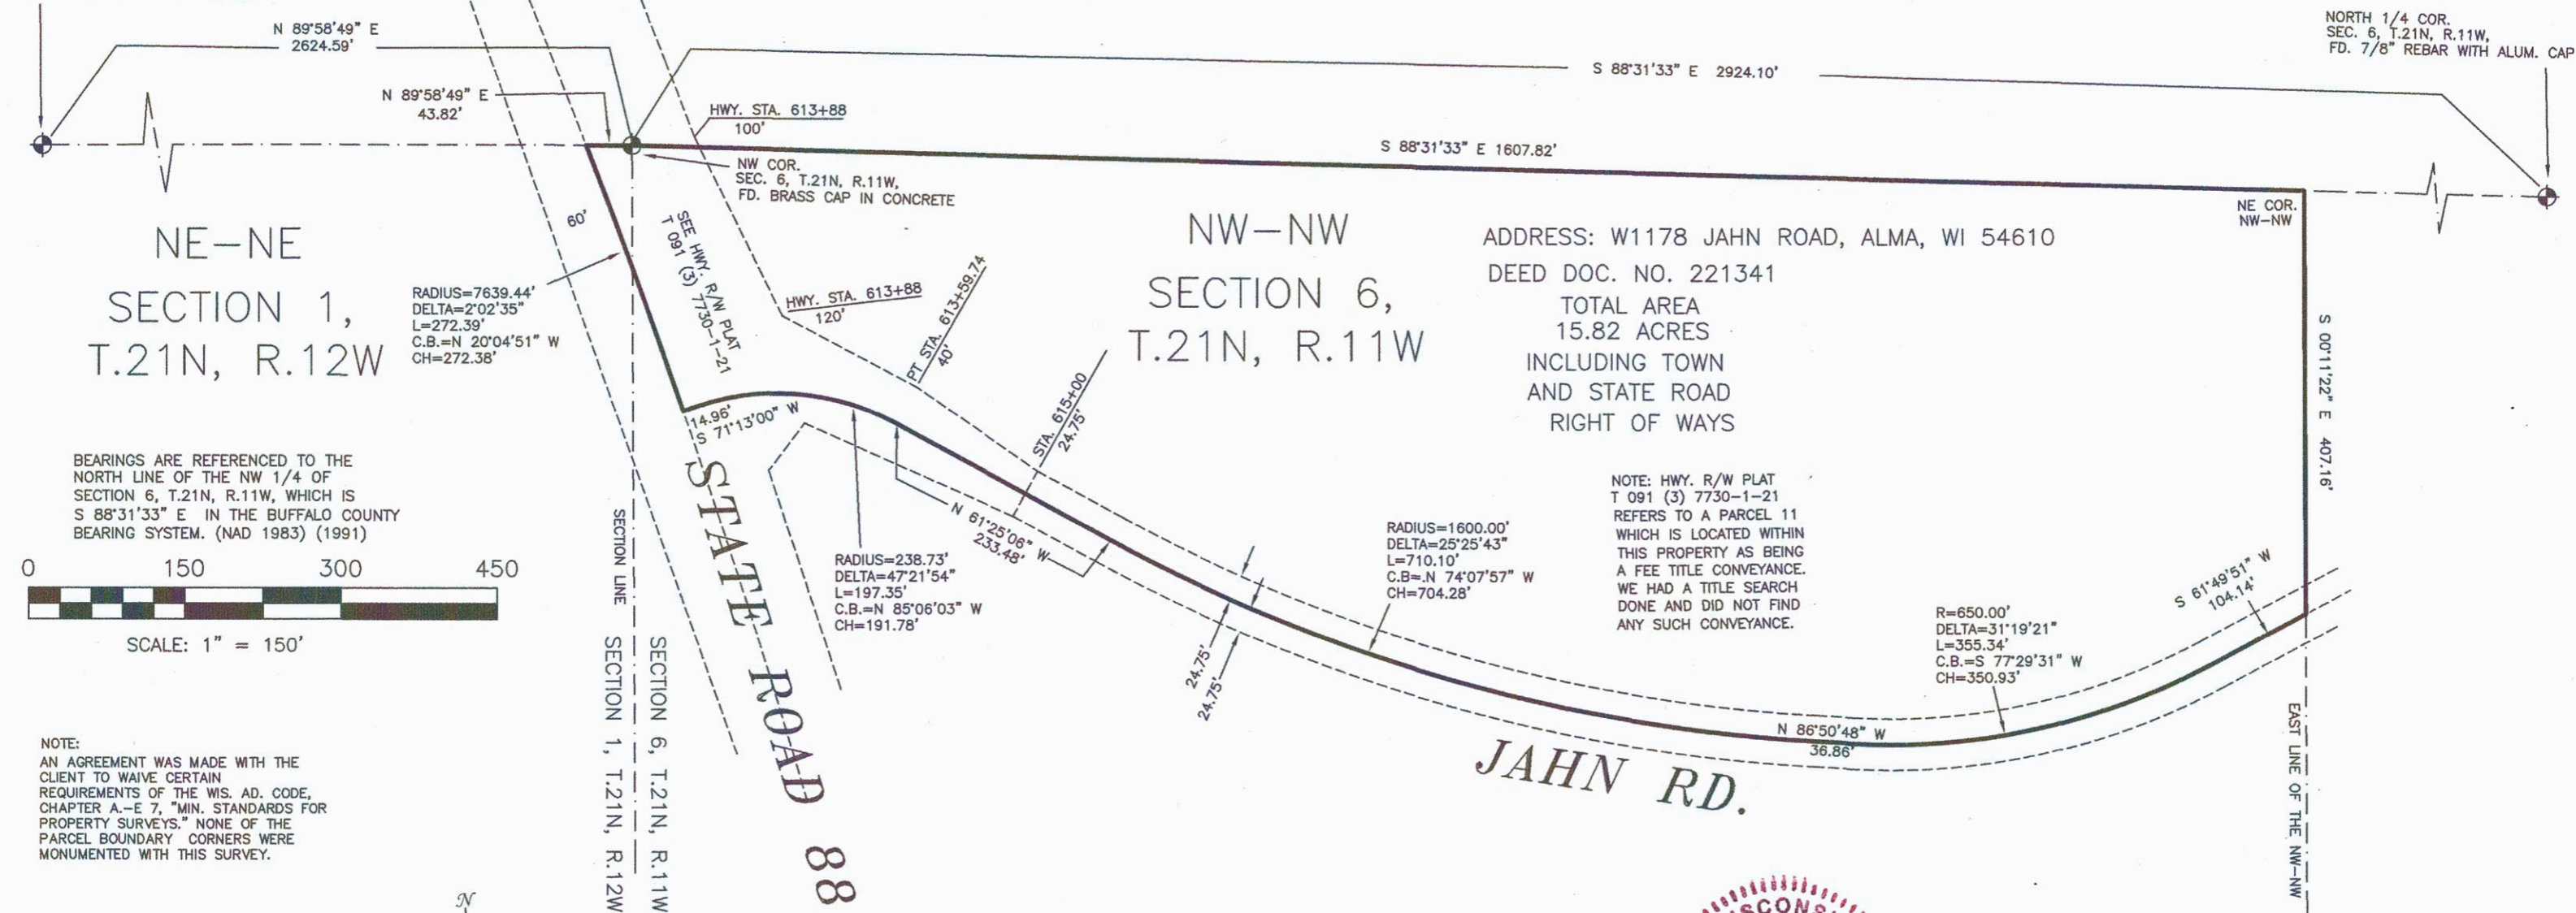 N 89°58'49" E
2624.59'
N 89°58'49" E
43.82'
HWY. STA. 613+88
100'
S 88°31'33" E 2924.10'
NORTH 1/4 COR.
SEC. 6, T.21N, R.11W,
FD. 7/8" REBAR WITH ALUM. CAP
S 88°31'33" E 1607.82'
NW COR.
SEC. 6, T.21N, R.11W,
FD. BRASS CAP IN CONCRETE
NE COR.
NW-NW
60'
NE-NE
SECTION 1,
T.21N, R.12W
RADIUS=7639.44'
DELTA=2°02'35"
L=272.39'
C.B.=N 20°04'51" W
CH=272.38'
SEE HWY. R/W PLAT
T 091 (3) 7730-1-21
HWY. STA. 613+88
120'
PT STA. 613+59.74
40'
STA. 615+00
24.75'
NW-NW
SECTION 6,
T.21N, R.11W
ADDRESS: W1178 JAHN ROAD, ALMA, WI 54610
DEED DOC. NO. 221341
TOTAL AREA
15.82 ACRES
INCLUDING TOWN
AND STATE ROAD
RIGHT OF WAYS
S 00°11'22" E 407.16'
14.96'
S 71°13'00" W
BEARINGS ARE REFERENCED TO THE
NORTH LINE OF THE NW 1/4 OF
SECTION 6, T.21N, R.11W, WHICH IS
S 88°31'33" E IN THE BUFFALO COUNTY
BEARING SYSTEM. (NAD 1983) (1991)
0 150 300 450
SCALE: 1" = 150'
SECTION LINE
SECTION 1, T.21N, R.12W
SECTION 6, T.21N, R.11W
STATE ROAD 88
RADIUS=238.73'
DELTA=47°21'54"
L=197.35'
C.B.=N 85°06'03" W
CH=191.78'
N 61°25'06" W
233.48'
24.75'
24.75'
RADIUS=1600.00'
DELTA=25°25'43"
L=710.10'
C.B=.N 74°07'57" W
CH=704.28'
NOTE: HWY. R/W PLAT
T 091 (3) 7730-1-21
REFERS TO A PARCEL 11
WHICH IS LOCATED WITHIN
THIS PROPERTY AS BEING
A FEE TITLE CONVEYANCE.
WE HAD A TITLE SEARCH
DONE AND DID NOT FIND
ANY SUCH CONVEYANCE.
R=650.00'
DELTA=31°19'21"
L=355.34'
C.B.=S 77°29'31" W
CH=350.93'
S 61°49'51" W
104.14'
N 86°50'48" W
36.86'
JAHN RD.
EAST LINE OF THE NW-NW
NOTE:
AN AGREEMENT WAS MADE WITH THE
CLIENT TO WAIVE CERTAIN
REQUIREMENTS OF THE WIS. AD. CODE,
CHAPTER A.-E 7, "MIN. STANDARDS FOR
PROPERTY SURVEYS." NONE OF THE
PARCEL BOUNDARY CORNERS WERE
MONUMENTED WITH THIS SURVEY.
N